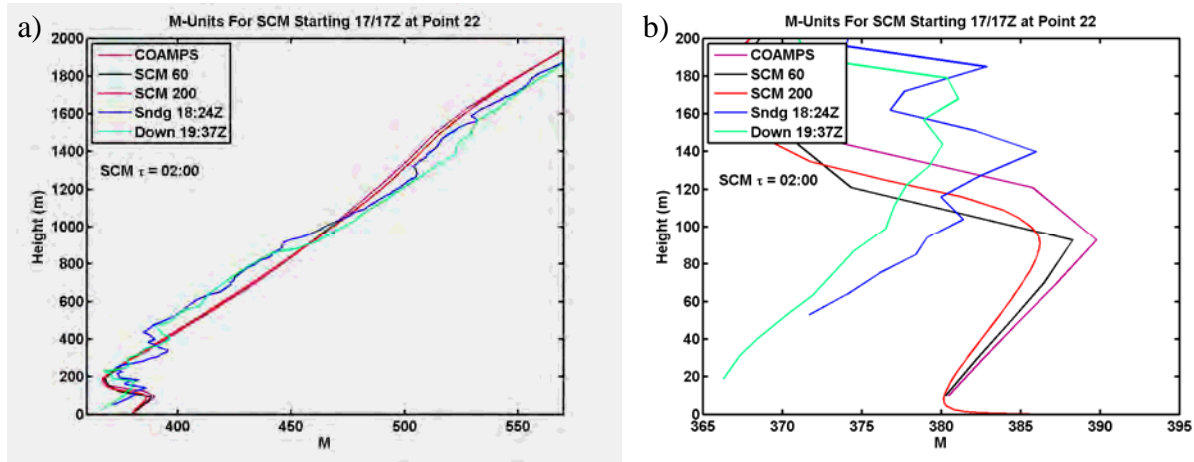 a)
M-Units For SCM Starting 17/17Z at Point 22
2000
1800
1600
1400
1200
1000
800
600
400
200
0
Height (m)
COAMPS
SCM 60
SCM 200
Sndg 18:24Z
Down 19:37Z
SCM τ = 02:00
400
450
500
550
M
b)
M-Units For SCM Starting 17/17Z at Point 22
200
180
160
140
120
100
80
60
40
20
0
Height (m)
COAMPS
SCM 60
SCM 200
Sndg 18:24Z
Down 19:37Z
SCM τ = 02:00
365
370
375
380
385
390
395
M